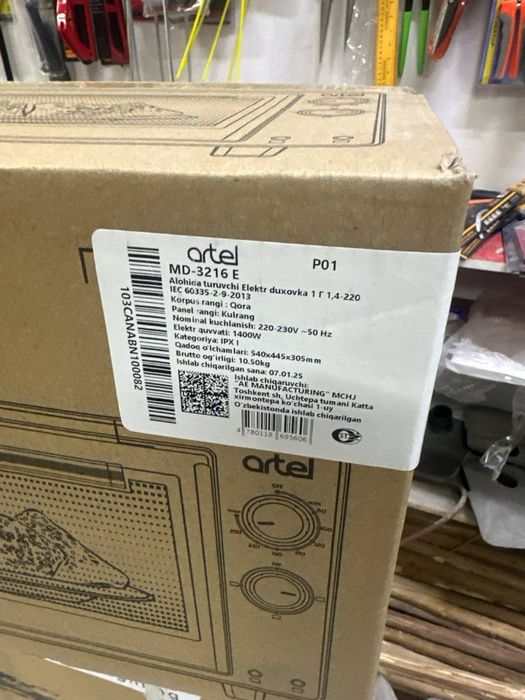 artel
P01
MD-3216 E
Alohida turuvchi Elektr duxovka 1 Г 1,4-220
IEC 60335-2-9-2013
Korpus rangi : Qora
Panel rangi: Kulrang
Nominal kuchlanish: 220-230V ~50 Hz
Elektr quvvati: 1400W
Kategoriya: IPX I
Qadoq o'lchamlari: 540x445x305mm
Brutto og'irligi: 10.50kg
Ishlab chiqarilgan sana: 07.01.25
Ishlab chiqaruvchi:
"AE MANUFACTURING" MCHJ
Toshkent sh, Uchtepa tumani Katta
xirmontepa ko'chasi 1-uy
O'zbekistonda ishlab chiqarilgan
4 780119 695606
103CANABN100082
artel
Off